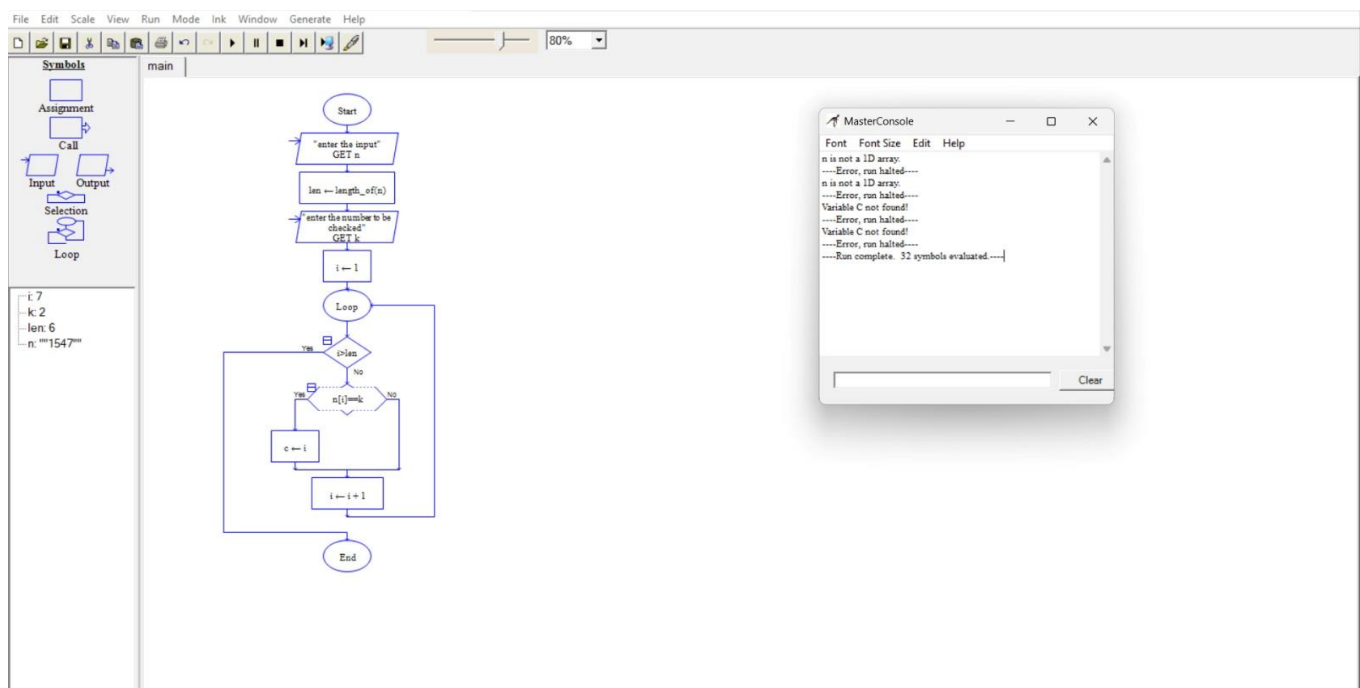 File Edit Scale View Run Mode Ink Window Generate Help
80%
Symbols
Assignment
Call
Input Output
Selection
Loop
i: 7
k: 2
len: 6
n: ""1547""
main
Start
"enter the input"
GET n
len ← length_of(n)
"enter the number to be
checked"
GET k
i ← 1
Loop
Yes
i>len
No
Yes
n[i]==k
No
c ← i
i ← i + 1
End
MasterConsole
Font Font Size Edit Help
n is not a 1D array.
----Error, run halted----
n is not a 1D array.
----Error, run halted----
Variable C not found!
----Error, run halted----
Variable C not found!
----Error, run halted----
----Run complete. 32 symbols evaluated.----
Clear